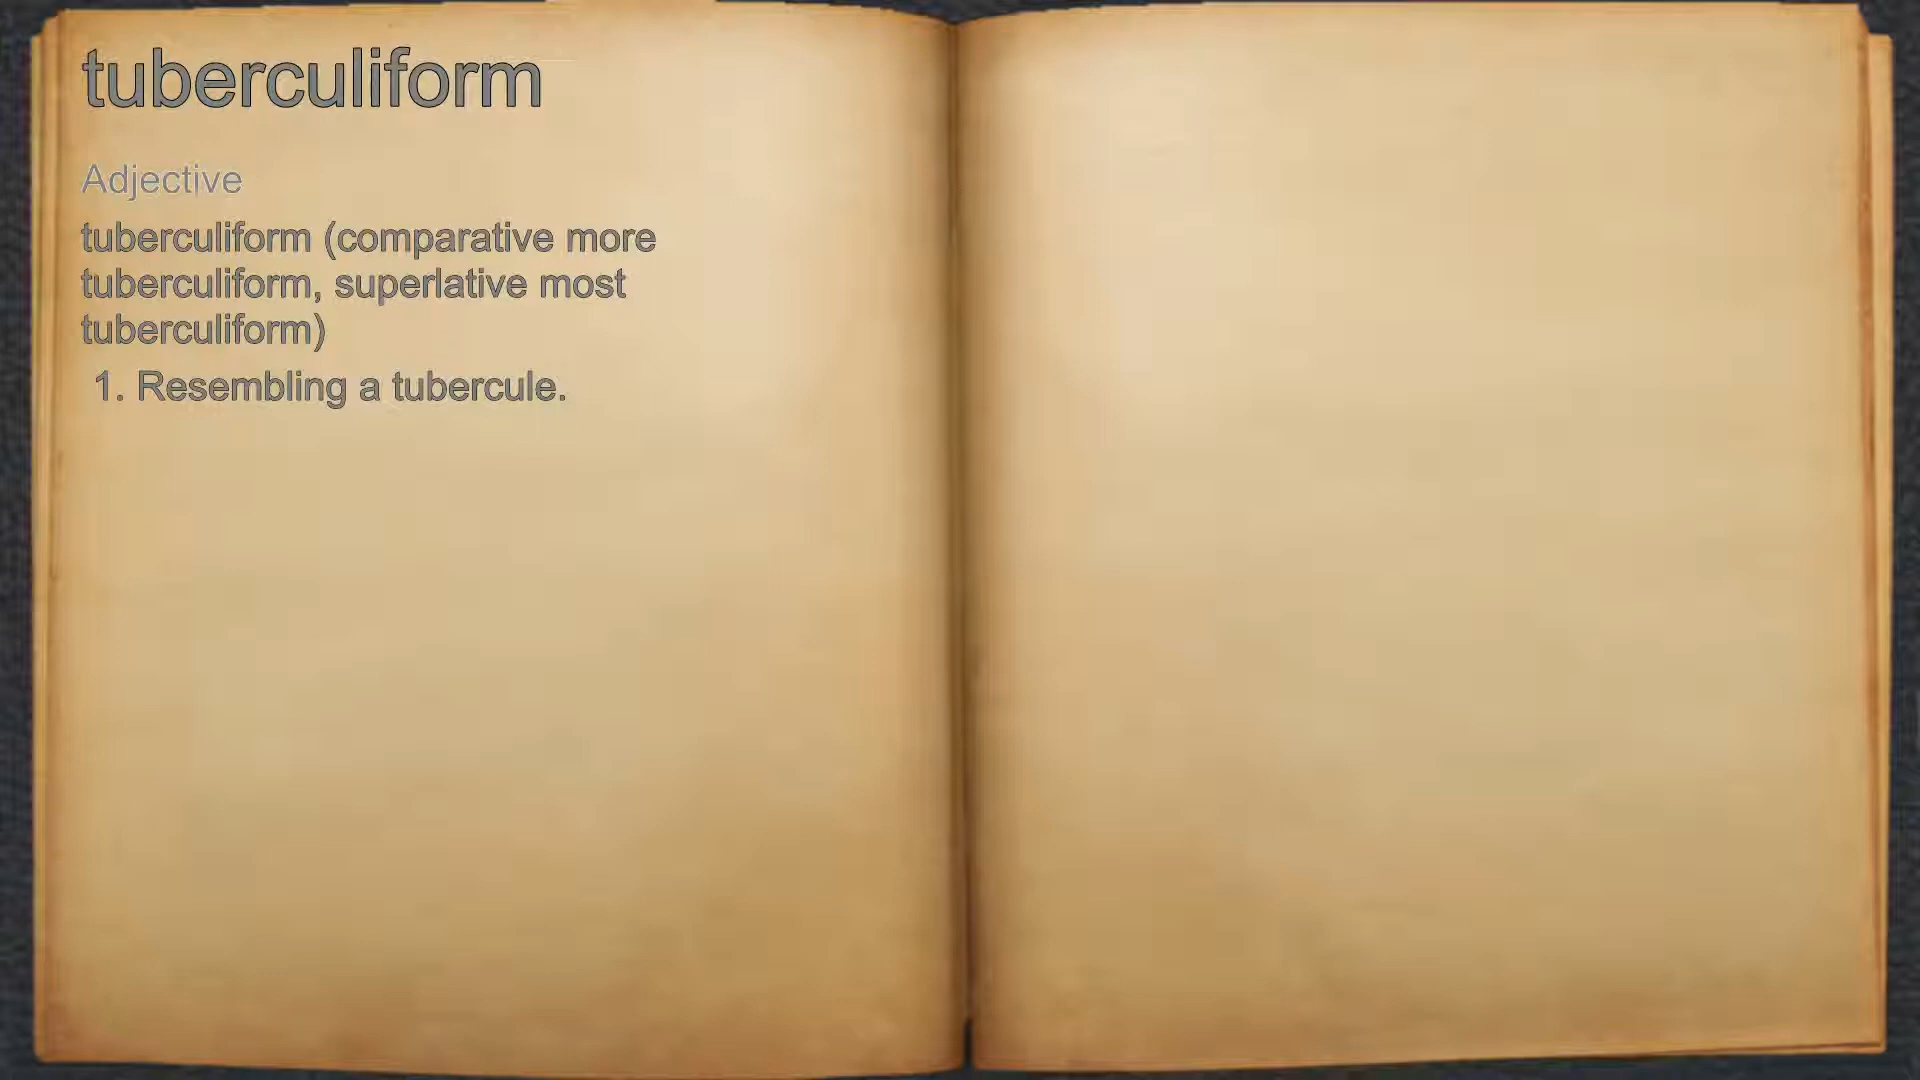 tuberculiform
Adjective
tuberculiform (comparative more
tuberculiform, superlative most
tuberculiform)
1. Resembling a tubercule.